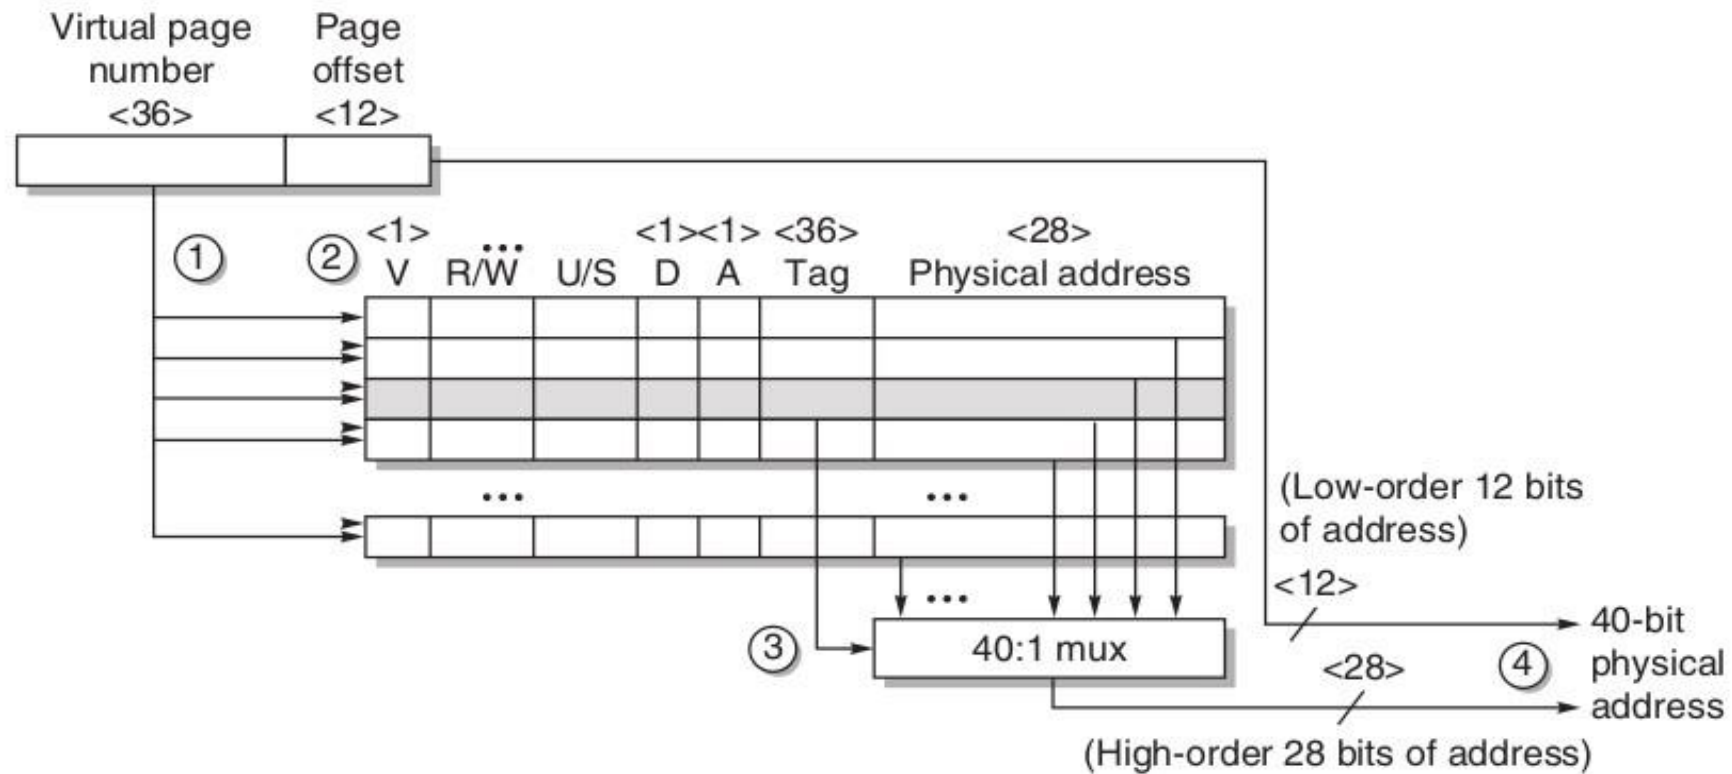 Virtual page
number
<36>
Page
offset
<12>
1
2
<1>
...
<1><1> <36>
<28>
V
R/W
U/S
D
A
Tag
Physical address
...
...
...
3
40:1 mux
(Low-order 12 bits
of address)
<12>
<28>
4
40-bit
physical
address
(High-order 28 bits of address)